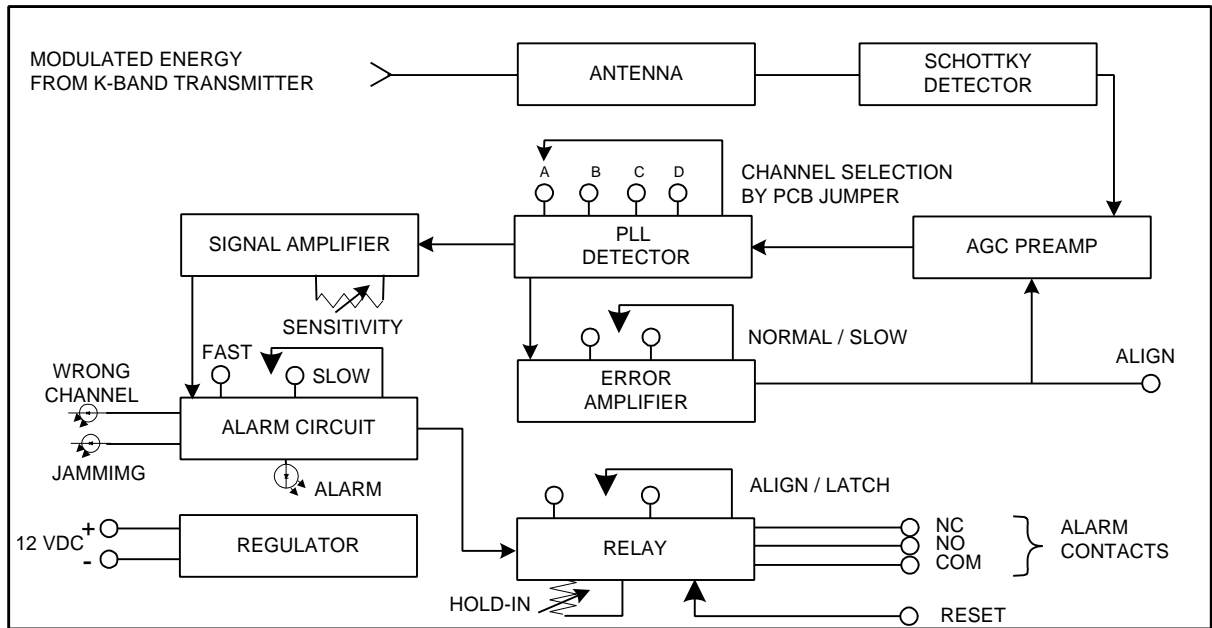 MODULATED ENERGY
FROM K-BAND TRANSMITTER
ANTENNA
SCHOTTKY
DETECTOR
A B C D
CHANNEL SELECTION
BY PCB JUMPER
SIGNAL AMPLIFIER
PLL
DETECTOR
AGC PREAMP
SENSITIVITY
NORMAL / SLOW
FAST
SLOW
ALIGN
WRONG
CHANNEL
ERROR
AMPLIFIER
ALARM CIRCUIT
JAMMIMG
ALARM
ALIGN / LATCH
12 VDC
+
-
REGULATOR
RELAY
NC
NO
COM
ALARM
CONTACTS
HOLD-IN
RESET